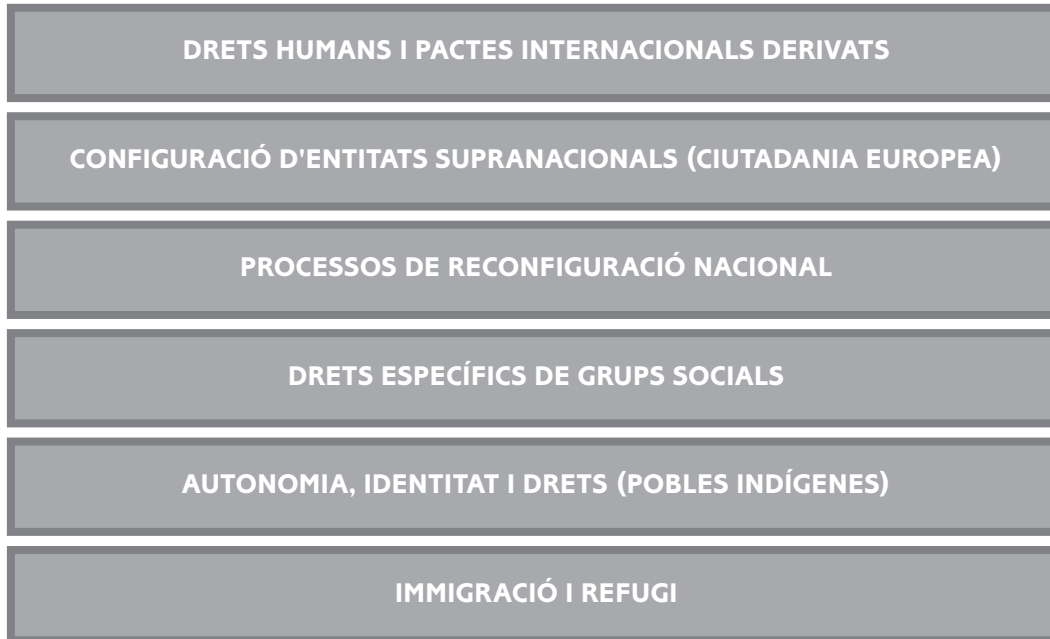 DRETS HUMANS I PACTES INTERNACIONALS DERIVATS
CONFIGURACIÓ D'ENTITATS SUPRANACIONALS (CIUTADANIA EUROPEA)
PROCESSOS DE RECONFIGURACIÓ NACIONAL
DRETS ESPECÍFICS DE GRUPS SOCIALS
AUTONOMIA, IDENTITAT I DRETS (POBLES INDÍGENES)
IMMIGRACIÓ I REFUGI